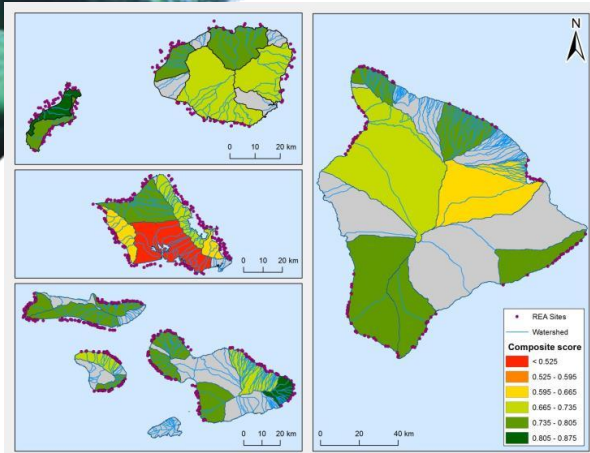 N
0 10 20 km
0 10 20 km
0 10 20 km
0 20 40 km
REA Sites
Watershed
Composite score
< 0.525
0.525 - 0.595
0.595 - 0.665
0.665 - 0.735
0.735 - 0.805
0.805 - 0.875